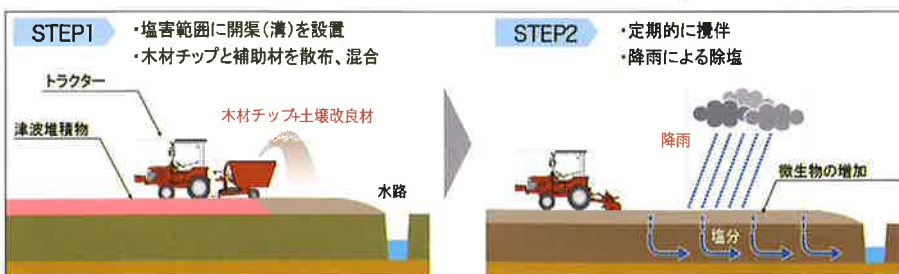 STEP1
・塩害範囲に開渠(溝)を設置
・木材チップと補助材を散布、混合
トラクター
木材チップ+土壌改良材
津波堆積物
水路
STEP2
・定期的に攪伴
・降雨による除塩
降雨
微生物の増加
塩分